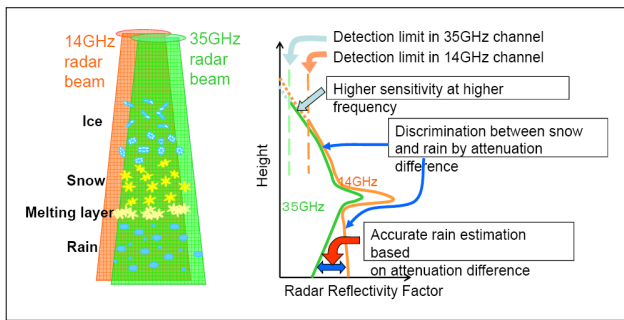 14GHz
radar
beam
35GHz
radar
beam
Ice
Snow
Melting layer
Rain
Detection limit in 35GHz channel
Detection limit in 14GHz channel
Higher sensitivity at higher
frequency
Discrimination between snow
and rain by attenuation
difference
Height
14GHz
35GHz
Accurate rain estimation
based
on attenuation difference
Radar Reflectivity Factor